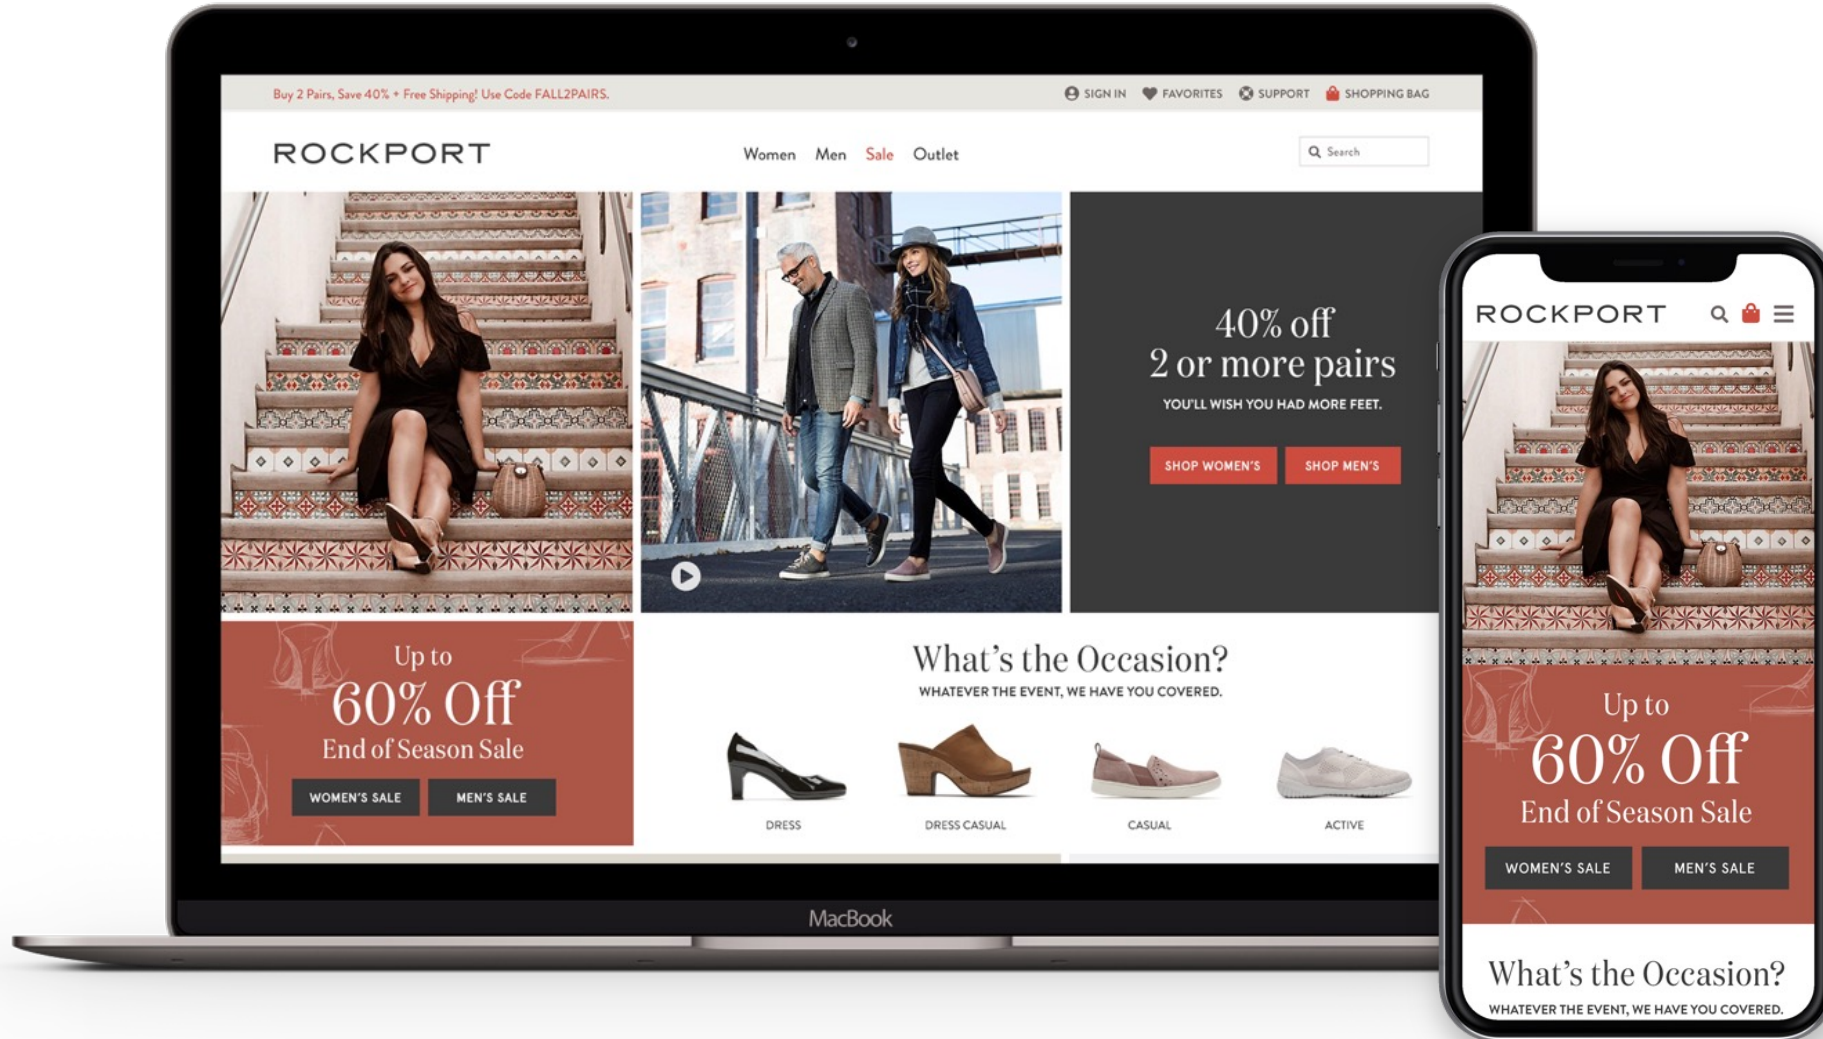 Buy 2 Pairs, Save 40% + Free Shipping! Use Code FALL2PAIRS.
SIGN IN FAVORITES SUPPORT SHOPPING BAG
ROCKPORT
Women Men Sale Outlet
Search
40% off
2 or more pairs
YOU'LL WISH YOU HAD MORE FEET.
SHOP WOMEN'S SHOP MEN'S
Up to
60% Off
End of Season Sale
WOMEN'S SALE MEN'S SALE
What's the Occasion?
WHATEVER THE EVENT, WE HAVE YOU COVERED.
DRESS DRESS CASUAL CASUAL ACTIVE
MacBook
ROCKPORT
Up to
60% Off
End of Season Sale
WOMEN'S SALE MEN'S SALE
What's the Occasion?
WHATEVER THE EVENT, WE HAVE YOU COVERED.